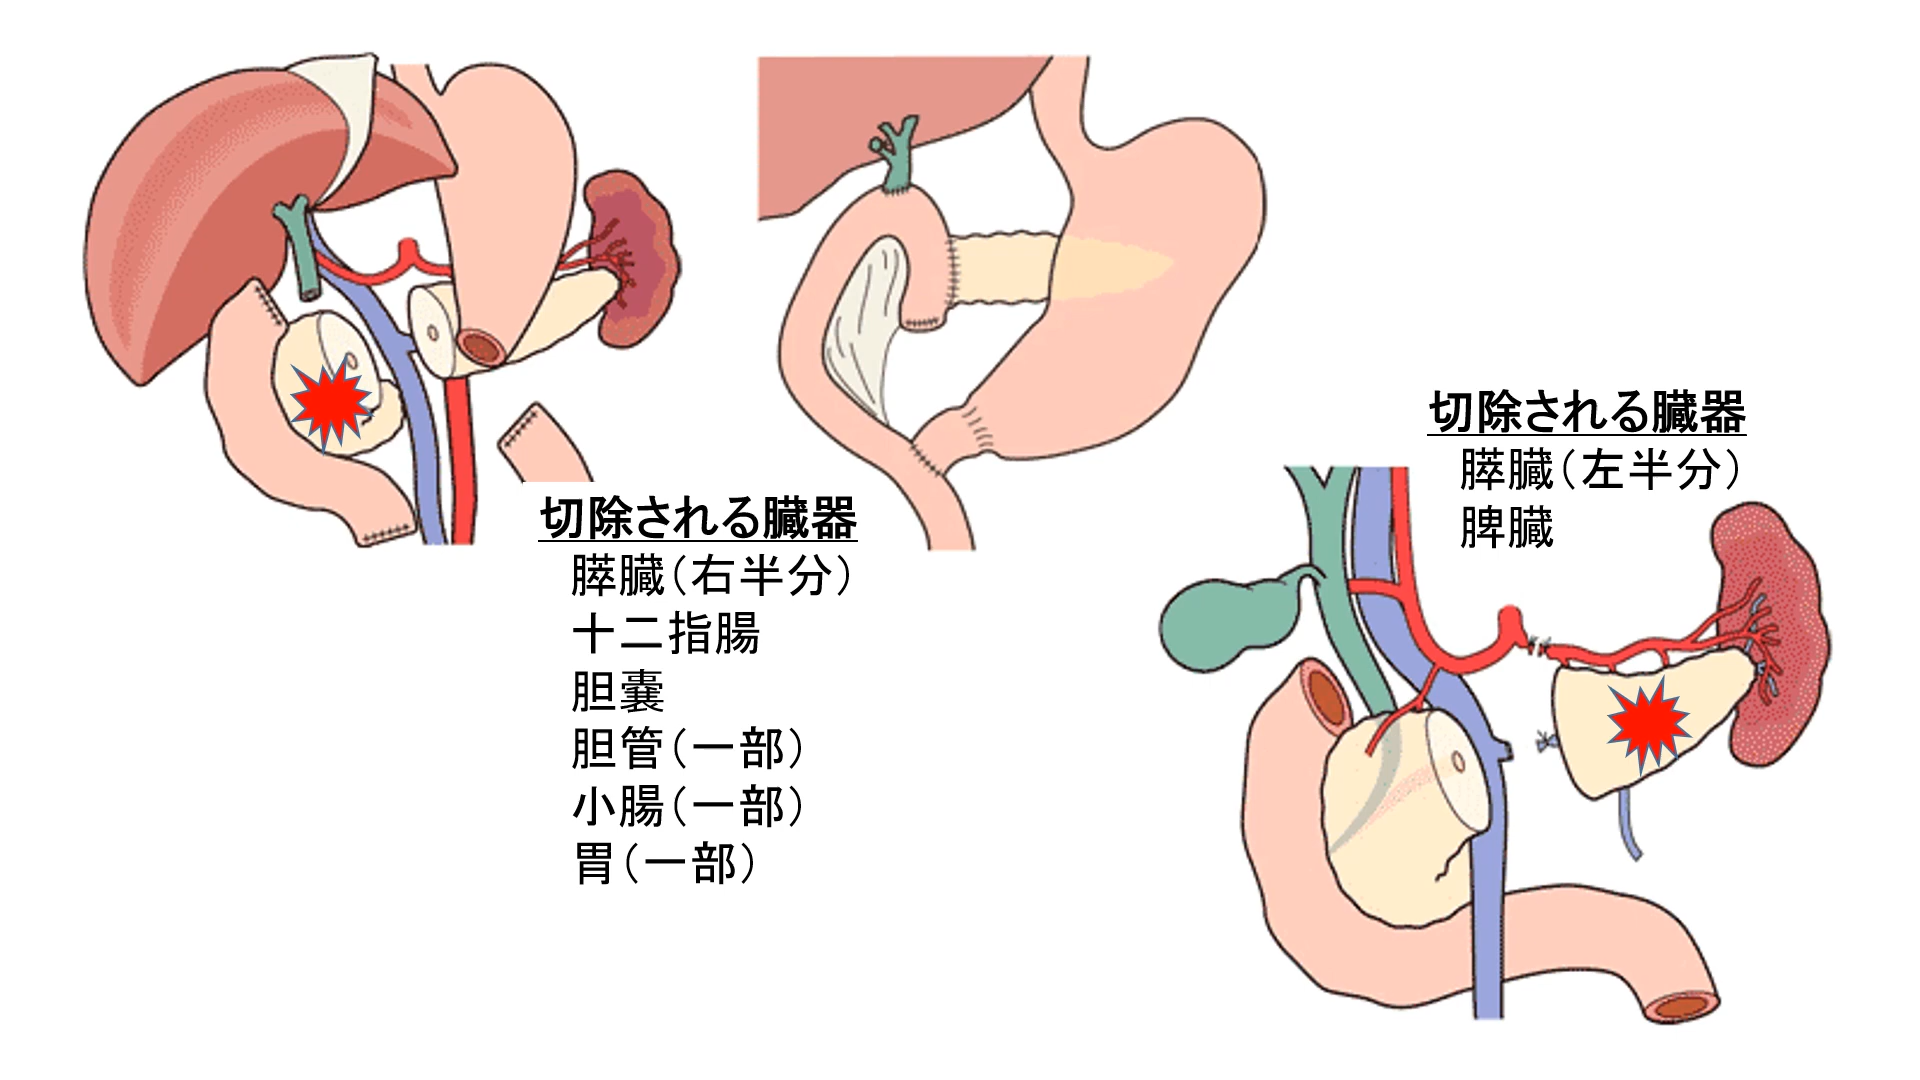 切除される臓器
膵臓（右半分）
十二指腸
胆嚢
胆管（一部）
小腸（一部）
胃（一部）
切除される臓器
膵臓（左半分）
脾臓